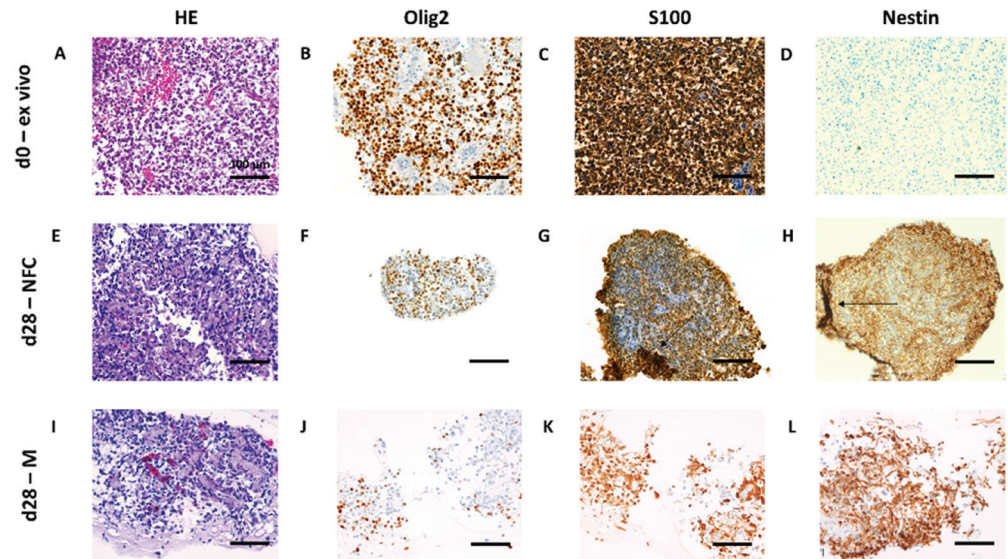 HE Olig2 S100 Nestin
d0 – ex vivo
A B C D
100 μm
d28 – NFC
E F G H
d28 – M
I J K L